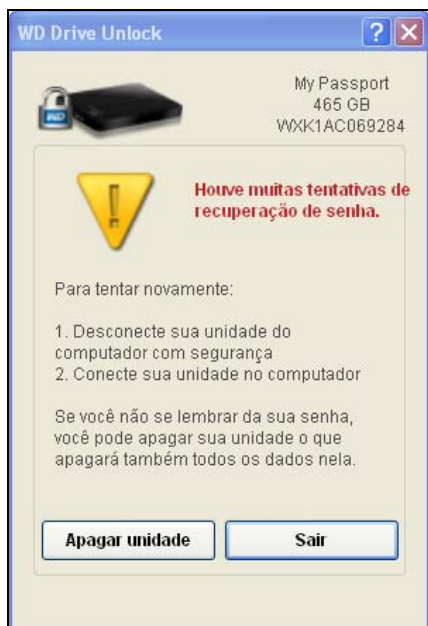 WD Drive Unlock
My Passport
465 GB
WXK1AC069284
Houve muitas tentativas de
recuperação de senha.
Para tentar novamente:
1. Desconecte sua unidade do
computador com segurança
2. Conecte sua unidade no computador
Se você não se lembrar da sua senha,
você pode apagar sua unidade o que
apagará também todos os dados nela.
Apagar unidade
Sair